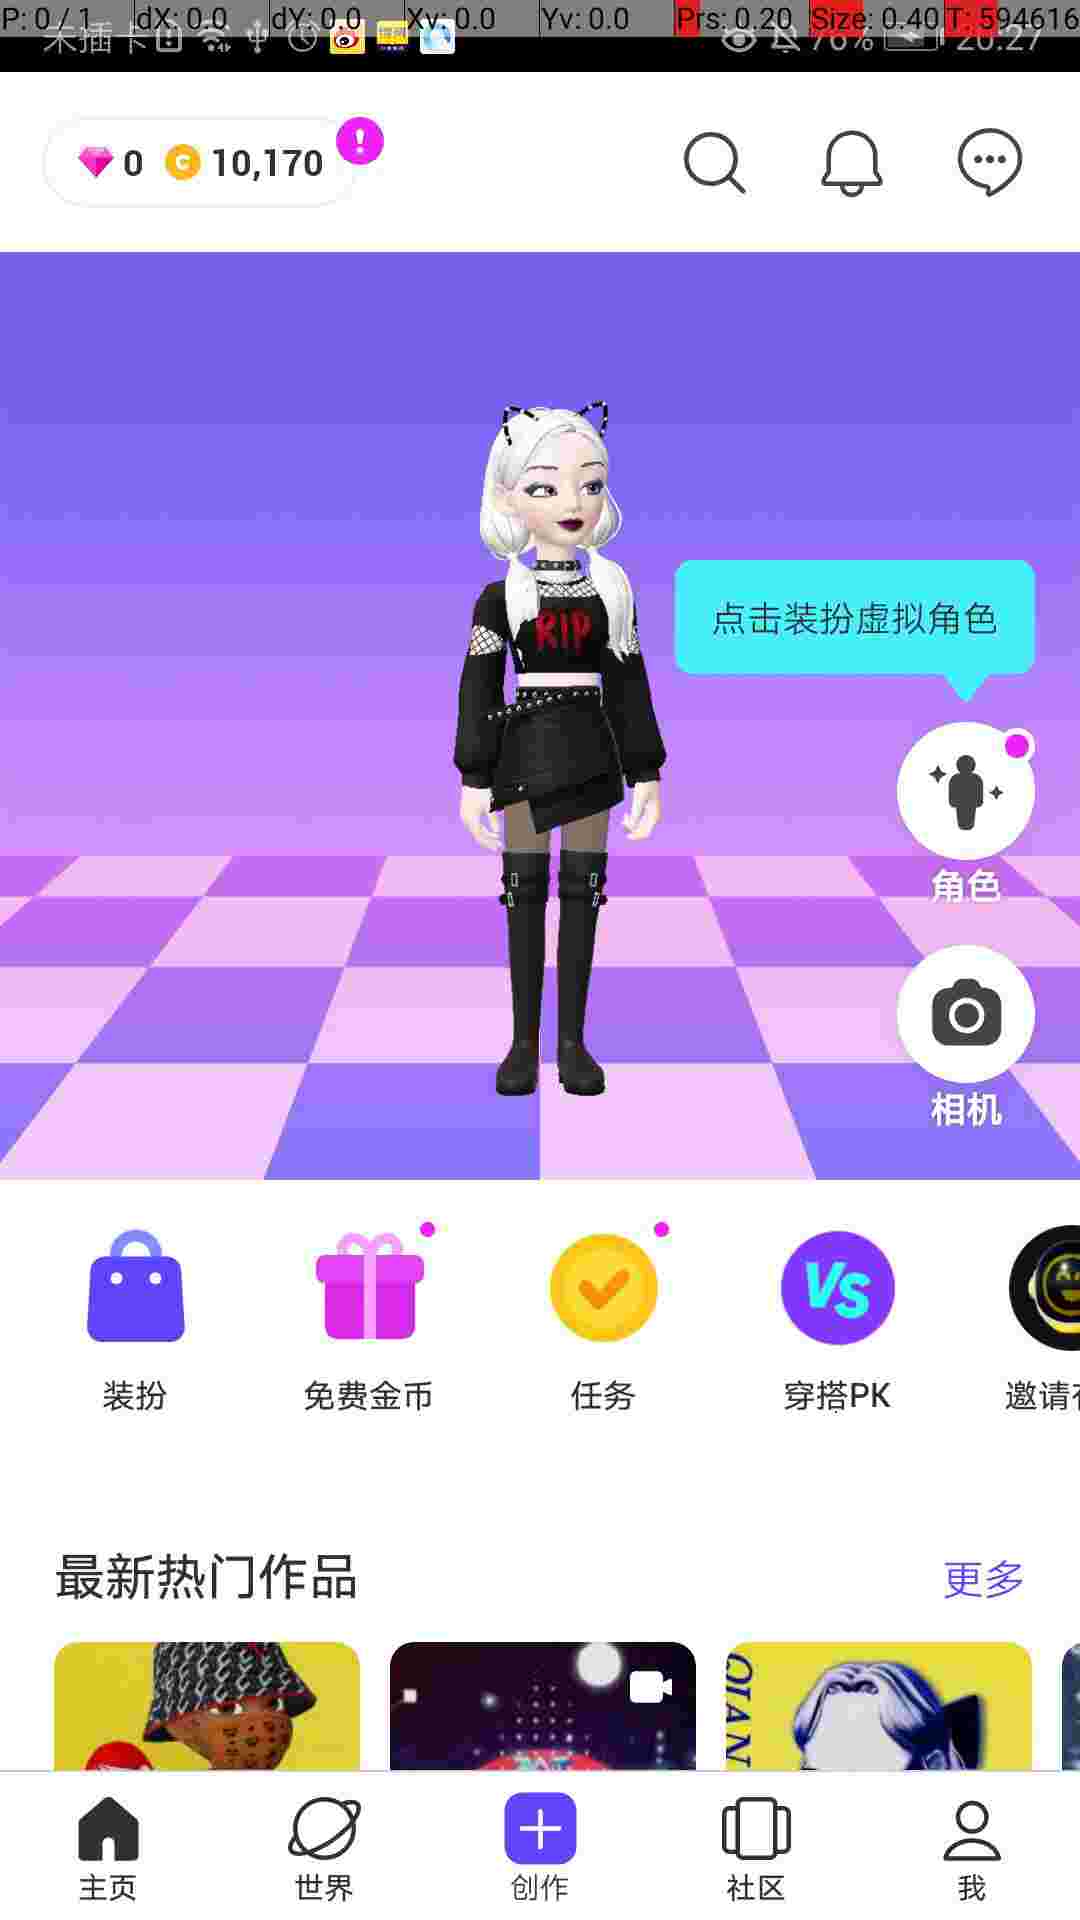 P: 0 / 1 dX: 0.0 dY: 0.0 Xv: 0.0 Yv: 0.0 Prs: 0.20 Size: 0.40 T: 594616
未插卡 76% 20:27
0 10,170
RIP
点击装扮虚拟角色
角色
相机
VS
装扮 免费金币 任务 穿搭PK 邀请
最新热门作品 更多
QIAN
主页 世界 创作 社区 我